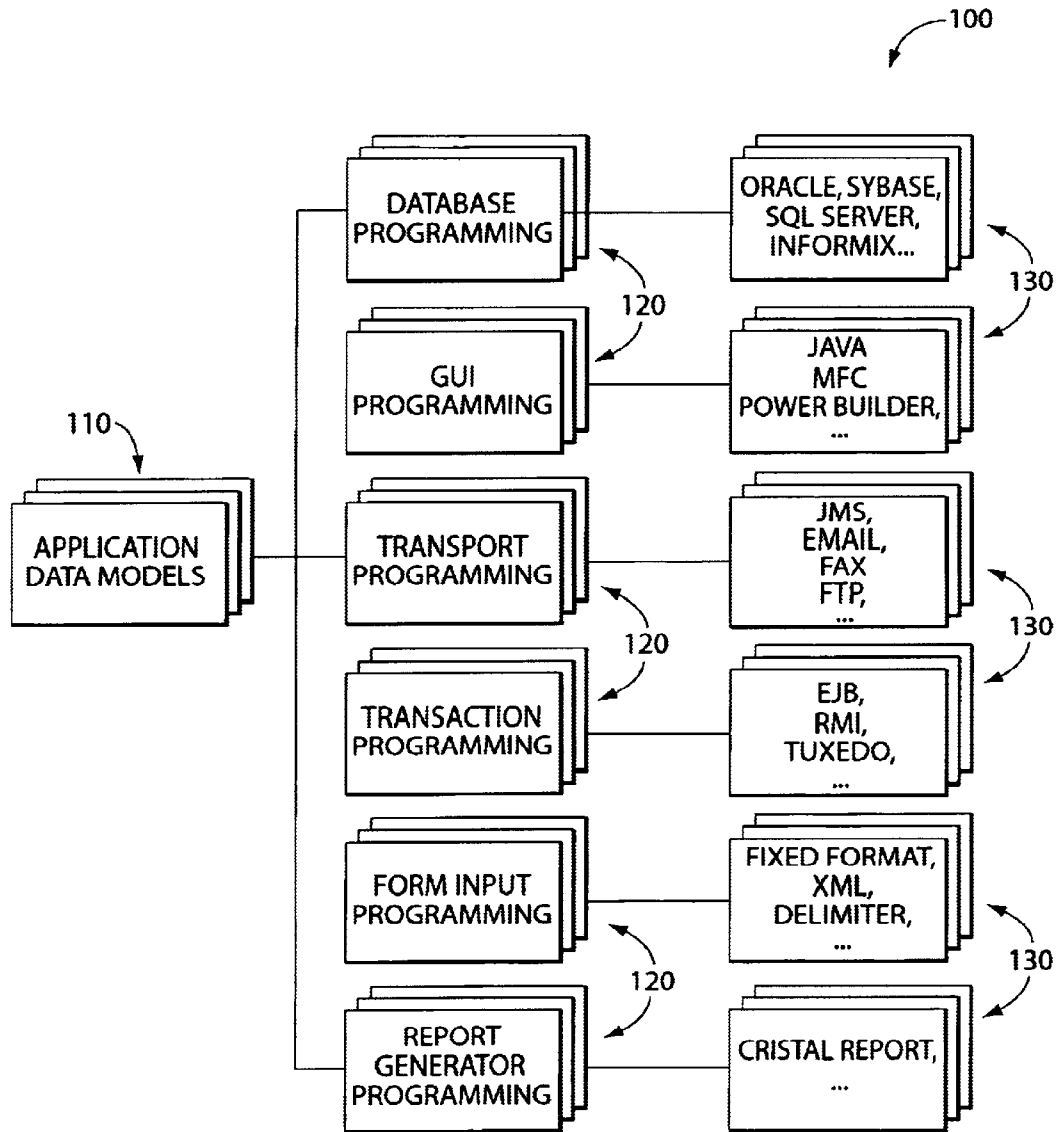 100
DATABASE
PROGRAMMING
ORACLE, SYBASE,
SQL SERVER,
INFORMIX...
120
130
GUI
PROGRAMMING
JAVA
MFC
POWER BUILDER,
...
110
APPLICATION
DATA MODELS
TRANSPORT
PROGRAMMING
JMS,
EMAIL,
FAX
FTP,
...
120
130
TRANSACTION
PROGRAMMING
EJB,
RMI,
TUXEDO,
...
FORM INPUT
PROGRAMMING
FIXED FORMAT,
XML,
DELIMITER,
...
120
130
REPORT
GENERATOR
PROGRAMMING
CRISTAL REPORT,
...